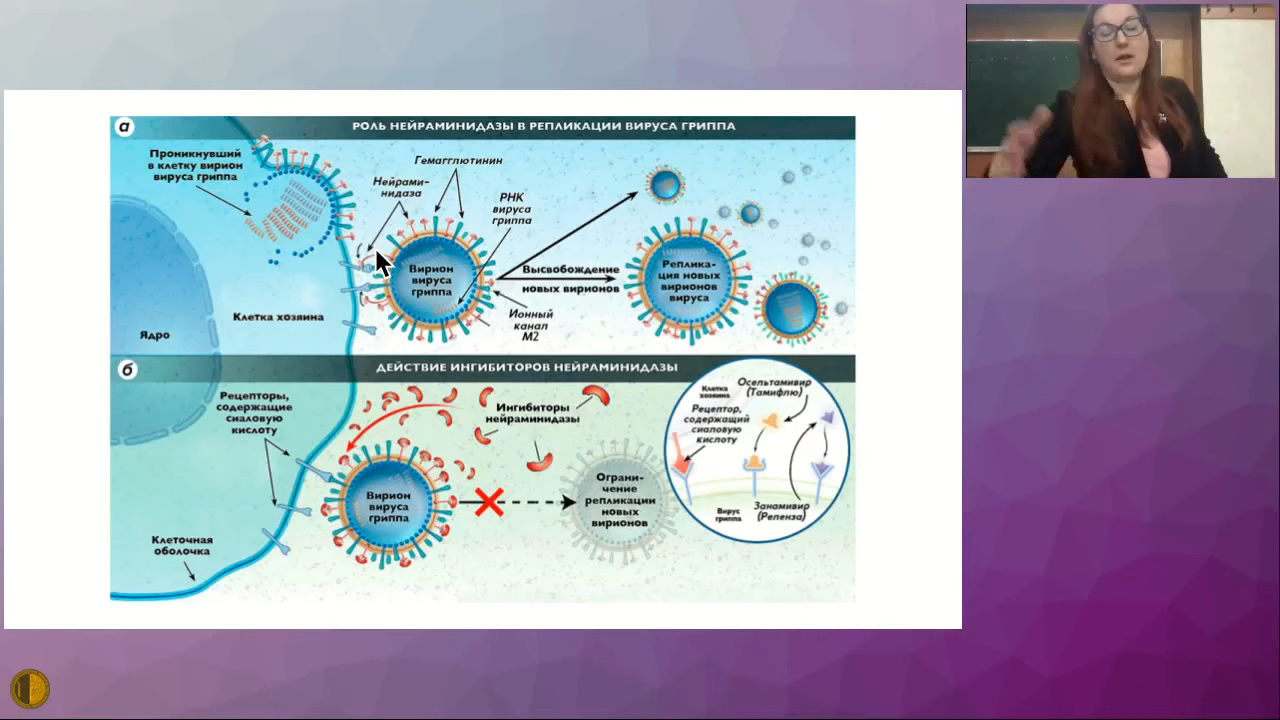 а
РОЛЬ НЕЙРАМИНИДАЗЫ В РЕПЛИКАЦИИ ВИРУСА ГРИППА
Проникнувший
в клетку вирион
вируса гриппа
Гемагглютинин
Нейрами-
нидаза
РНК
вируса
гриппа
Вирион
вируса
гриппа
Высвобождение
новых вирионов
Реплика-
ция новых
вирионов
вируса
Ионный
канал
М2
Клетка хозяина
Ядро
б
ДЕЙСТВИЕ ИНГИБИТОРОВ НЕЙРАМИНИДАЗЫ
Рецепторы,
содержащие
сиаловую
кислоту
Ингибиторы
нейраминидазы
Вирион
вируса
гриппа
Ограни-
чение
репликации
новых
вирионов
Клеточная
оболочка
Клетка
хозяина
Осельтамивир
(Тамифлю)
Рецептор,
содержащий
сиаловую
кислоту
Вирус
гриппа
Занамивир
(Реленза)